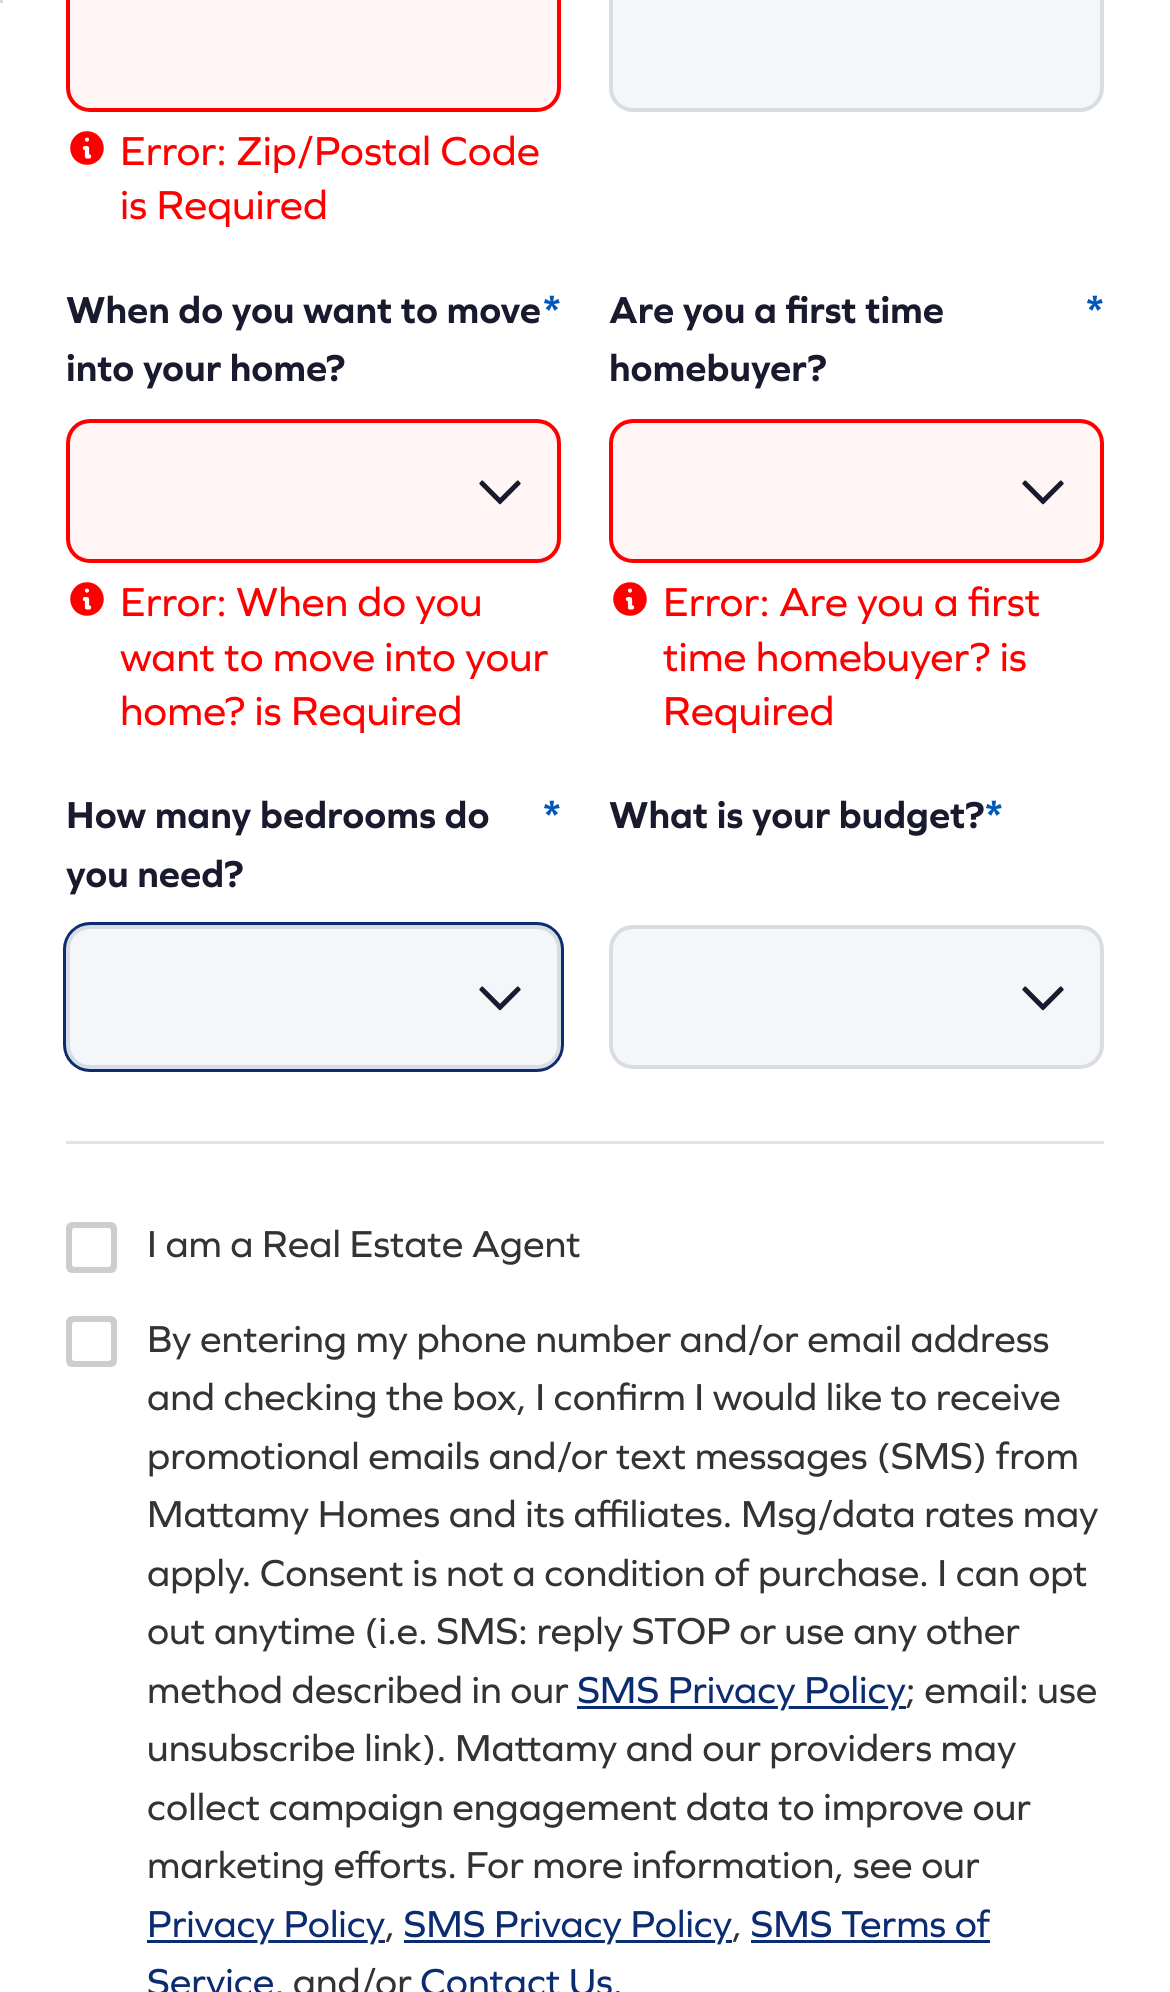 Error: Zip/Postal Code
is Required
When do you want to move*
into your home?
Are you a first time *
homebuyer?
Error: When do you
want to move into your
home? is Required
Error: Are you a first
time homebuyer? is
Required
How many bedrooms do *
you need?
What is your budget?*
I am a Real Estate Agent
By entering my phone number and/or email address
and checking the box, I confirm I would like to receive
promotional emails and/or text messages (SMS) from
Mattamy Homes and its affiliates. Msg/data rates may
apply. Consent is not a condition of purchase. I can opt
out anytime (i.e. SMS: reply STOP or use any other
method described in our SMS Privacy Policy; email: use
unsubscribe link). Mattamy and our providers may
collect campaign engagement data to improve our
marketing efforts. For more information, see our
Privacy Policy, SMS Privacy Policy, SMS Terms of
Service, and/or Contact Us.